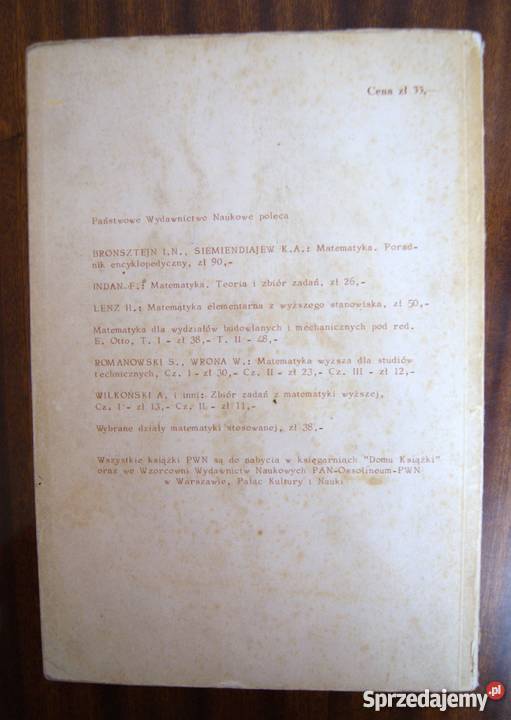 Cena zł 33,-
Państwowe Wydawnictwo Naukowe poleca
BRONSZTEJN I.N., SIEMIENDIAJEW K.A.: Matematyka. Porad-
nik encyklopedyczny, zł 90,-
INDAN F.: Matematyka. Teoria i zbiór zadań, zł 26,-
LENZ H.: Matematyka elementarna z wyższego stanowiska, zł 50,-
Matematyka dla wydziałów budowlanych i mechanicznych pod red.
E. Otto, T. I - zł 38,- T. II - 48,-
ROMANOWSKI S., WRONA W.: Matematyka wyższa dla studiów
technicznych, Cz. I - zł 30,- Cz. II - zł 23,- Cz. III - zł 12,-
WILKOŃSKI A, i inni: Zbiór zadań z matematyki wyższej,
Cz. I - zł 13,- Cz. II - zł 11,-
Wybrane działy matematyki stosowanej, zł 38,-
Wszystkie książki PWN są do nabycia w księgarniach "Domu Książki"
oraz we Wzorcowni Wydawnictw Naukowych PAN-Ossolineum-PWN
w Warszawie, Pałac Kultury i Nauki
Sprzedajemy.pl